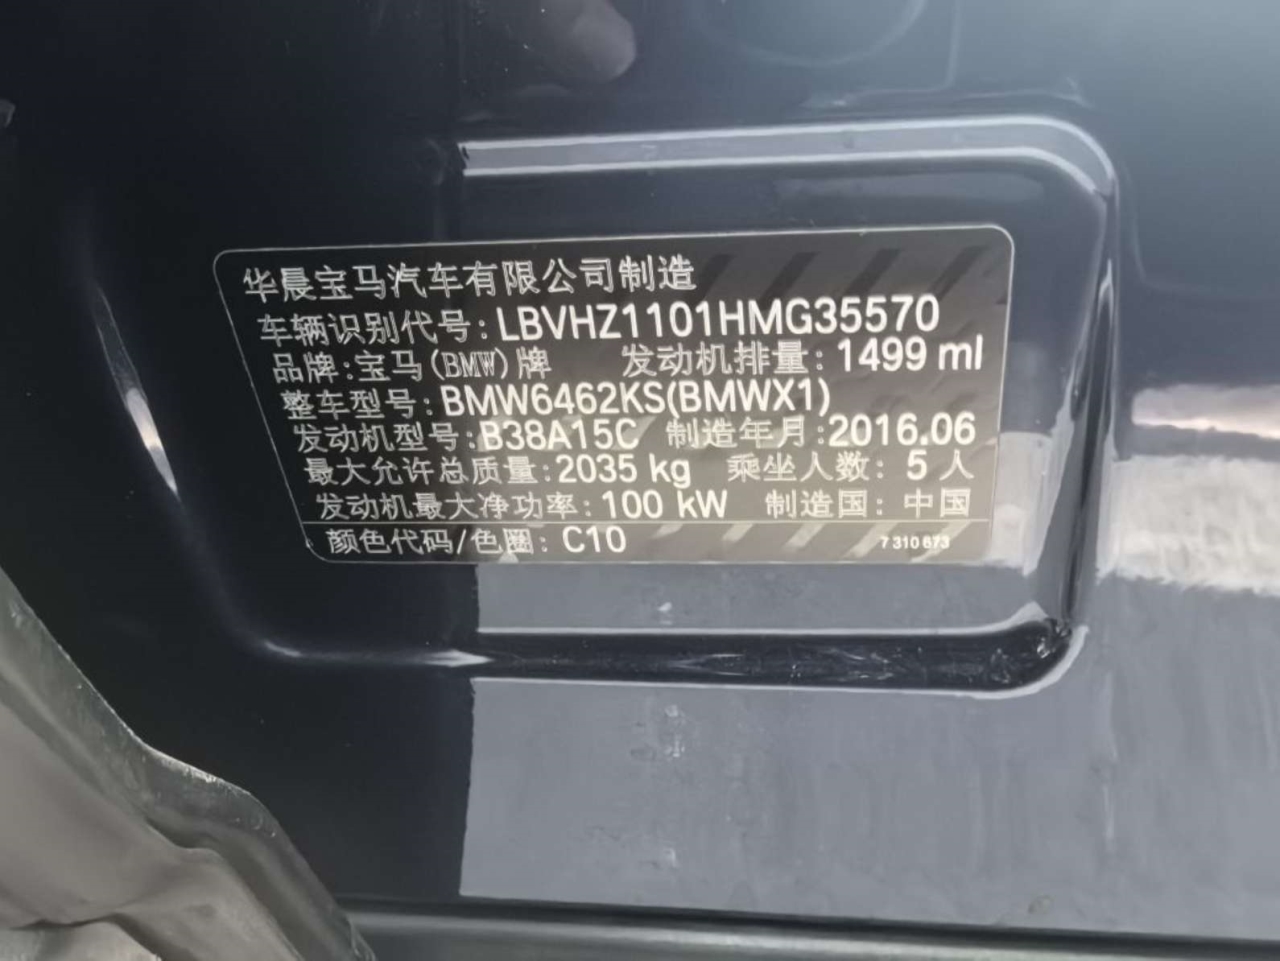 华晨宝马汽车有限公司制造
车辆识别代号: LBVHZ1101HMG35570
品牌: 宝马(BMW)牌 发动机排量: 1499 ml
整车型号: BMW6462KS(BMWX1)
发动机型号: B38A15C 制造年月: 2016.06
最大允许总质量: 2035 kg 乘坐人数: 5 人
发动机最大净功率: 100 kW 制造国: 中国
颜色代码/色圈: C10 7 310 673